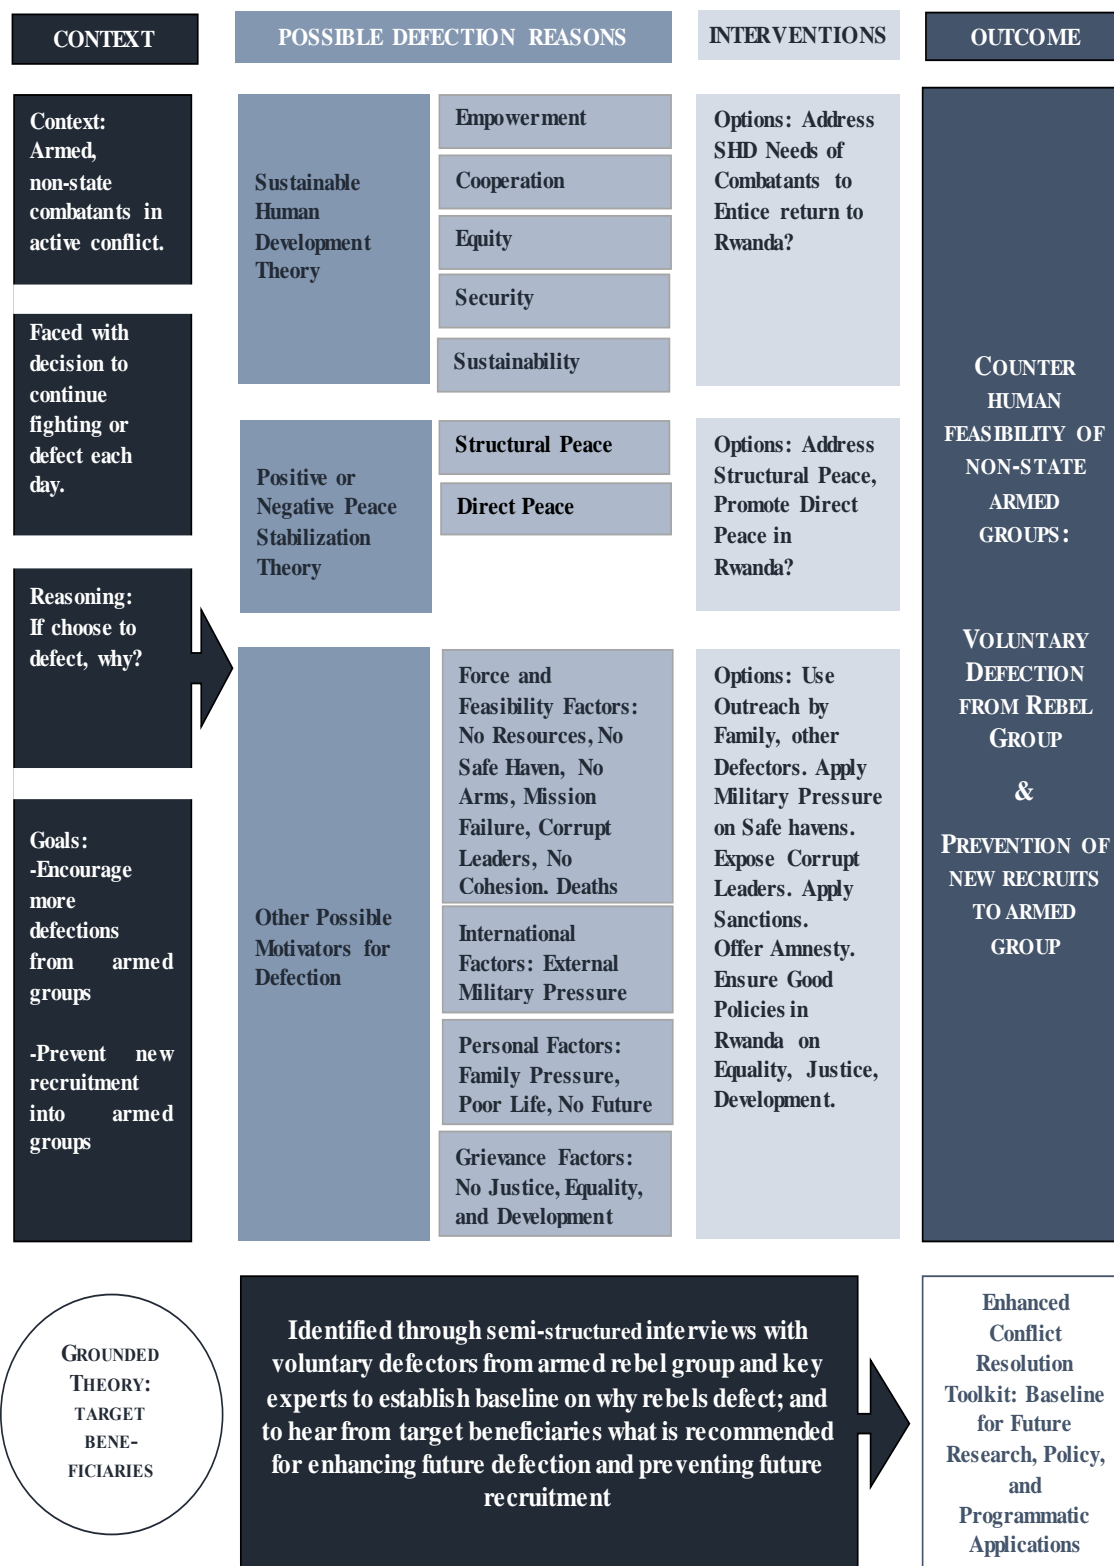 CONTEXT
POSSIBLE DEFECTION REASONS
INTERVENTIONS
OUTCOME
Context:
Armed,
non-state
combatants in
active conflict.
Faced with
decision to
continue
fighting or
defect each
day.
Reasoning:
If choose to
defect, why?
Goals:
-Encourage
more
defections
from armed
groups
-Prevent new
recruitment
into armed
groups
Sustainable
Human
Development
Theory
Empowerment
Cooperation
Equity
Security
Sustainability
Options: Address
SHD Needs of
Combatants to
Entice return to
Rwanda?
Positive or
Negative Peace
Stabilization
Theory
Structural Peace
Direct Peace
Options: Address
Structural Peace,
Promote Direct
Peace in
Rwanda?
Other Possible
Motivators for
Defection
Force and
Feasibility Factors:
No Resources, No
Safe Haven, No
Arms, Mission
Failure, Corrupt
Leaders, No
Cohesion. Deaths
International
Factors: External
Military Pressure
Personal Factors:
Family Pressure,
Poor Life, No Future
Grievance Factors:
No Justice, Equality,
and Development
Options: Use
Outreach by
Family, other
Defectors. Apply
Military Pressure
on Safe havens.
Expose Corrupt
Leaders. Apply
Sanctions.
Offer Amnesty.
Ensure Good
Policies in
Rwanda on
Equality, Justice,
Development.
COUNTER
HUMAN
FEASIBILITY OF
NON-STATE
ARMED
GROUPS:
VOLUNTARY
DEFECTION
FROM REBEL
GROUP
&
PREVENTION OF
NEW RECRUITS
TO ARMED
GROUP
GROUNDED
THEORY:
TARGET
BENE-
FICIARIES
Identified through semi-structured interviews with
voluntary defectors from armed rebel group and key
experts to establish baseline on why rebels defect; and
to hear from target beneficiaries what is recommended
for enhancing future defection and preventing future
recruitment
Enhanced
Conflict
Resolution
Toolkit: Baseline
for Future
Research, Policy,
and
Programmatic
Applications